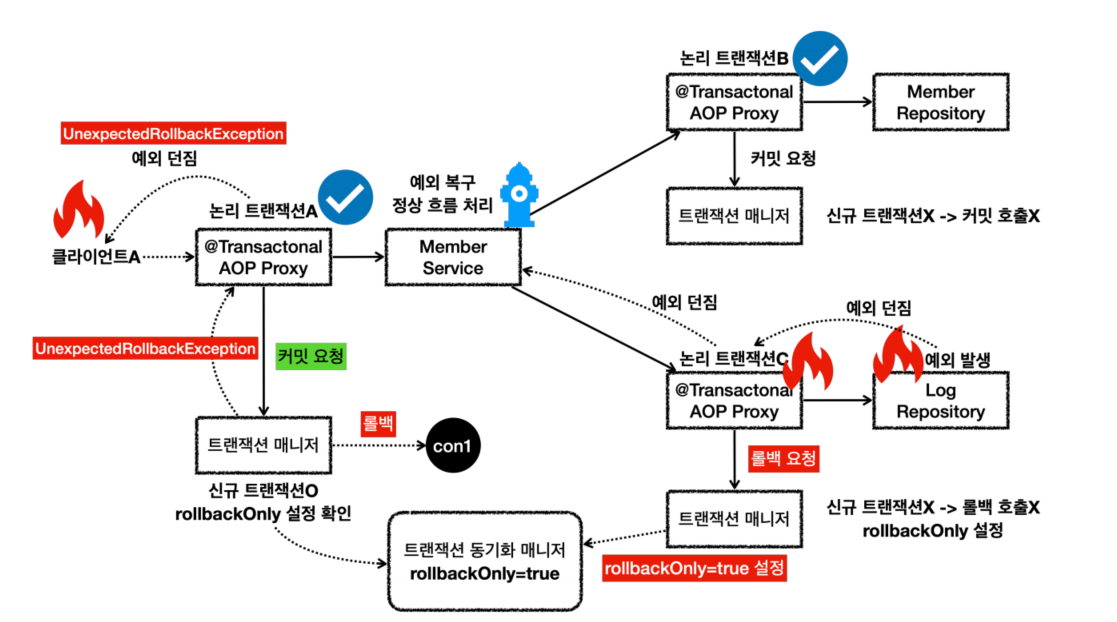 논리 트랜잭션B
@Transactonal
AOP Proxy
Member
Repository
커밋 요청
트랜잭션 매니저
신규 트랜잭션X -> 커밋 호출X
UnexpectedRollbackException
예외 던짐
논리 트랜잭션A
클라이언트A
@Transactonal
AOP Proxy
예외 복구
정상 흐름 처리
Member
Service
UnexpectedRollbackException
커밋 요청
트랜잭션 매니저
롤백
con1
신규 트랜잭션O
rollbackOnly 설정 확인
트랜잭션 동기화 매니저
rollbackOnly=true
예외 던짐
예외 던짐
논리 트랜잭션C
예외 발생
@Transactonal
AOP Proxy
Log
Repository
롤백 요청
트랜잭션 매니저
신규 트랜잭션X -> 롤백 호출X
rollbackOnly 설정
rollbackOnly=true 설정